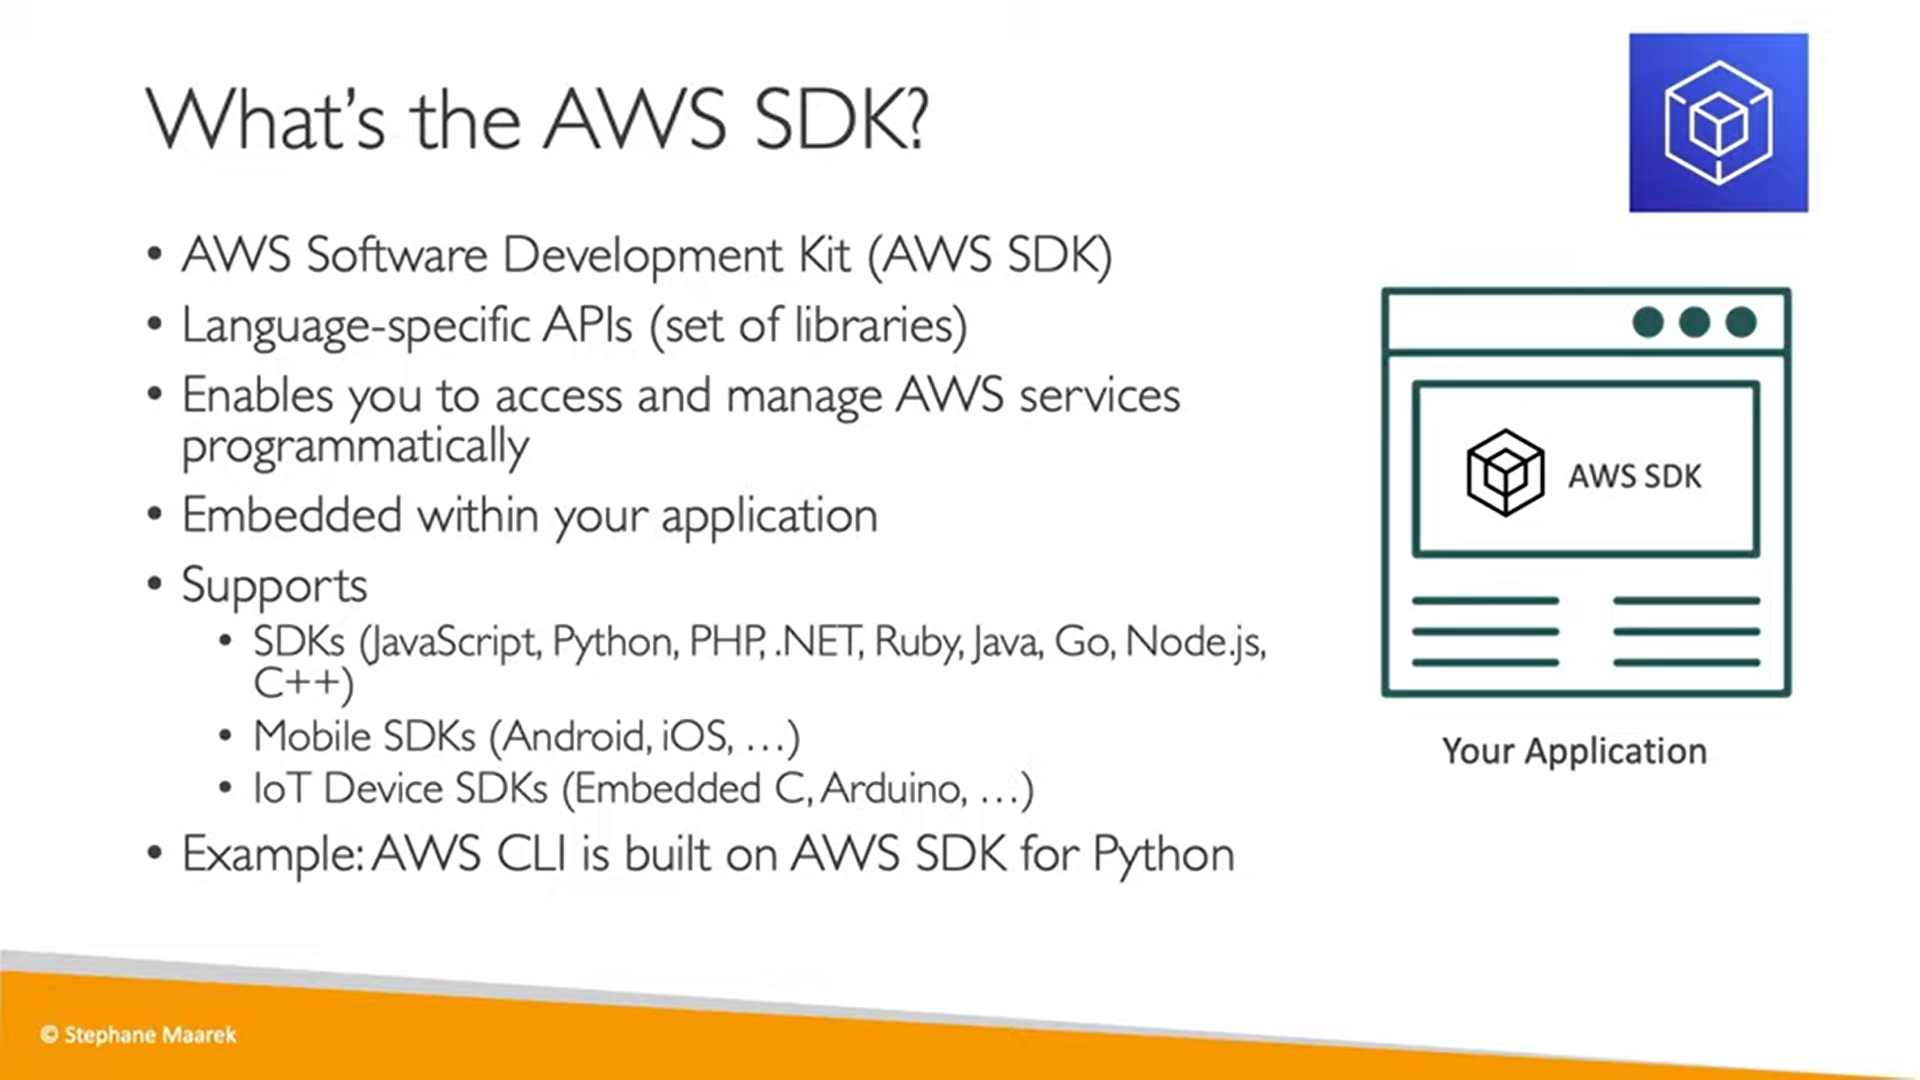 What's the AWS SDK?
• AWS Software Development Kit (AWS SDK)
• Language-specific APIs (set of libraries)
• Enables you to access and manage AWS services
programmatically
• Embedded within your application
• Supports
• SDKs (JavaScript, Python, PHP, .NET, Ruby, Java, Go, Node.js,
C++)
• Mobile SDKs (Android, iOS, …)
• IoT Device SDKs (Embedded C, Arduino, …)
• Example: AWS CLI is built on AWS SDK for Python
AWS SDK
Your Application
© Stephane Maarek